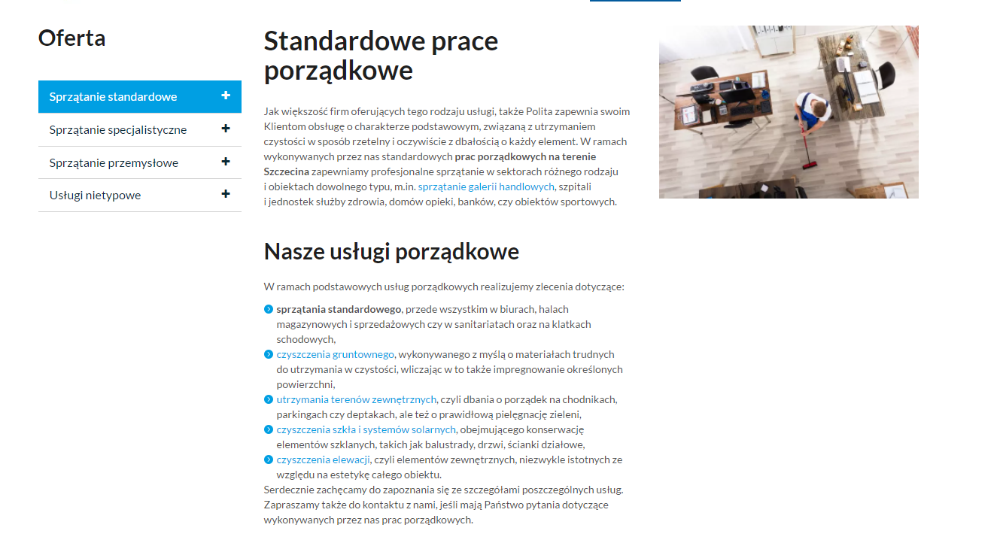 Oferta
Sprzątanie standardowe
Sprzątanie specjalistyczne
Sprzątanie przemysłowe
Usługi nietypowe
Standardowe prace
porządkowe
Jak większość firm oferujących tego rodzaju usługi, także Polita zapewnia swoim
Klientom obsługę o charakterze podstawowym, związaną z utrzymaniem
czystości w sposób rzetelny i oczywiście z dbałością o każdy element. W ramach
wykonywanych przez nas standardowych prac porządkowych na terenie
Szczecina zapewniamy profesjonalne sprzątanie w sektorach różnego rodzaju
i obiektach dowolnego typu, m.in. sprzątanie galerii handlowych, szpitali
i jednostek służby zdrowia, domów opieki, banków, czy obiektów sportowych.
Nasze usługi porządkowe
W ramach podstawowych usług porządkowych realizujemy zlecenia dotyczące:
sprzątania standardowego, przede wszystkim w biurach, halach
magazynowych i sprzedażowych czy w sanitariatach oraz na klatkach
schodowych,
czyszczenia gruntownego, wykonywanego z myślą o materiałach trudnych
do utrzymania w czystości, wliczając w to także impregnowanie określonych
powierzchni,
utrzymania terenów zewnętrznych, czyli dbania o porządek na chodnikach,
parkingach czy deptakach, ale też o prawidłową pielęgnację zieleni,
czyszczenia szkła i systemów solarnych, obejmującego konserwację
elementów szklanych, takich jak balustrady, drzwi, ścianki działowe,
czyszczenia elewacji, czyli elementów zewnętrznych, niezwykle istotnych ze
względu na estetykę całego obiektu.
Serdecznie zachęcamy do zapoznania się ze szczegółami poszczególnych usług.
Zapraszamy także do kontaktu z nami, jeśli mają Państwo pytania dotyczące
wykonywanych przez nas prac porządkowych.